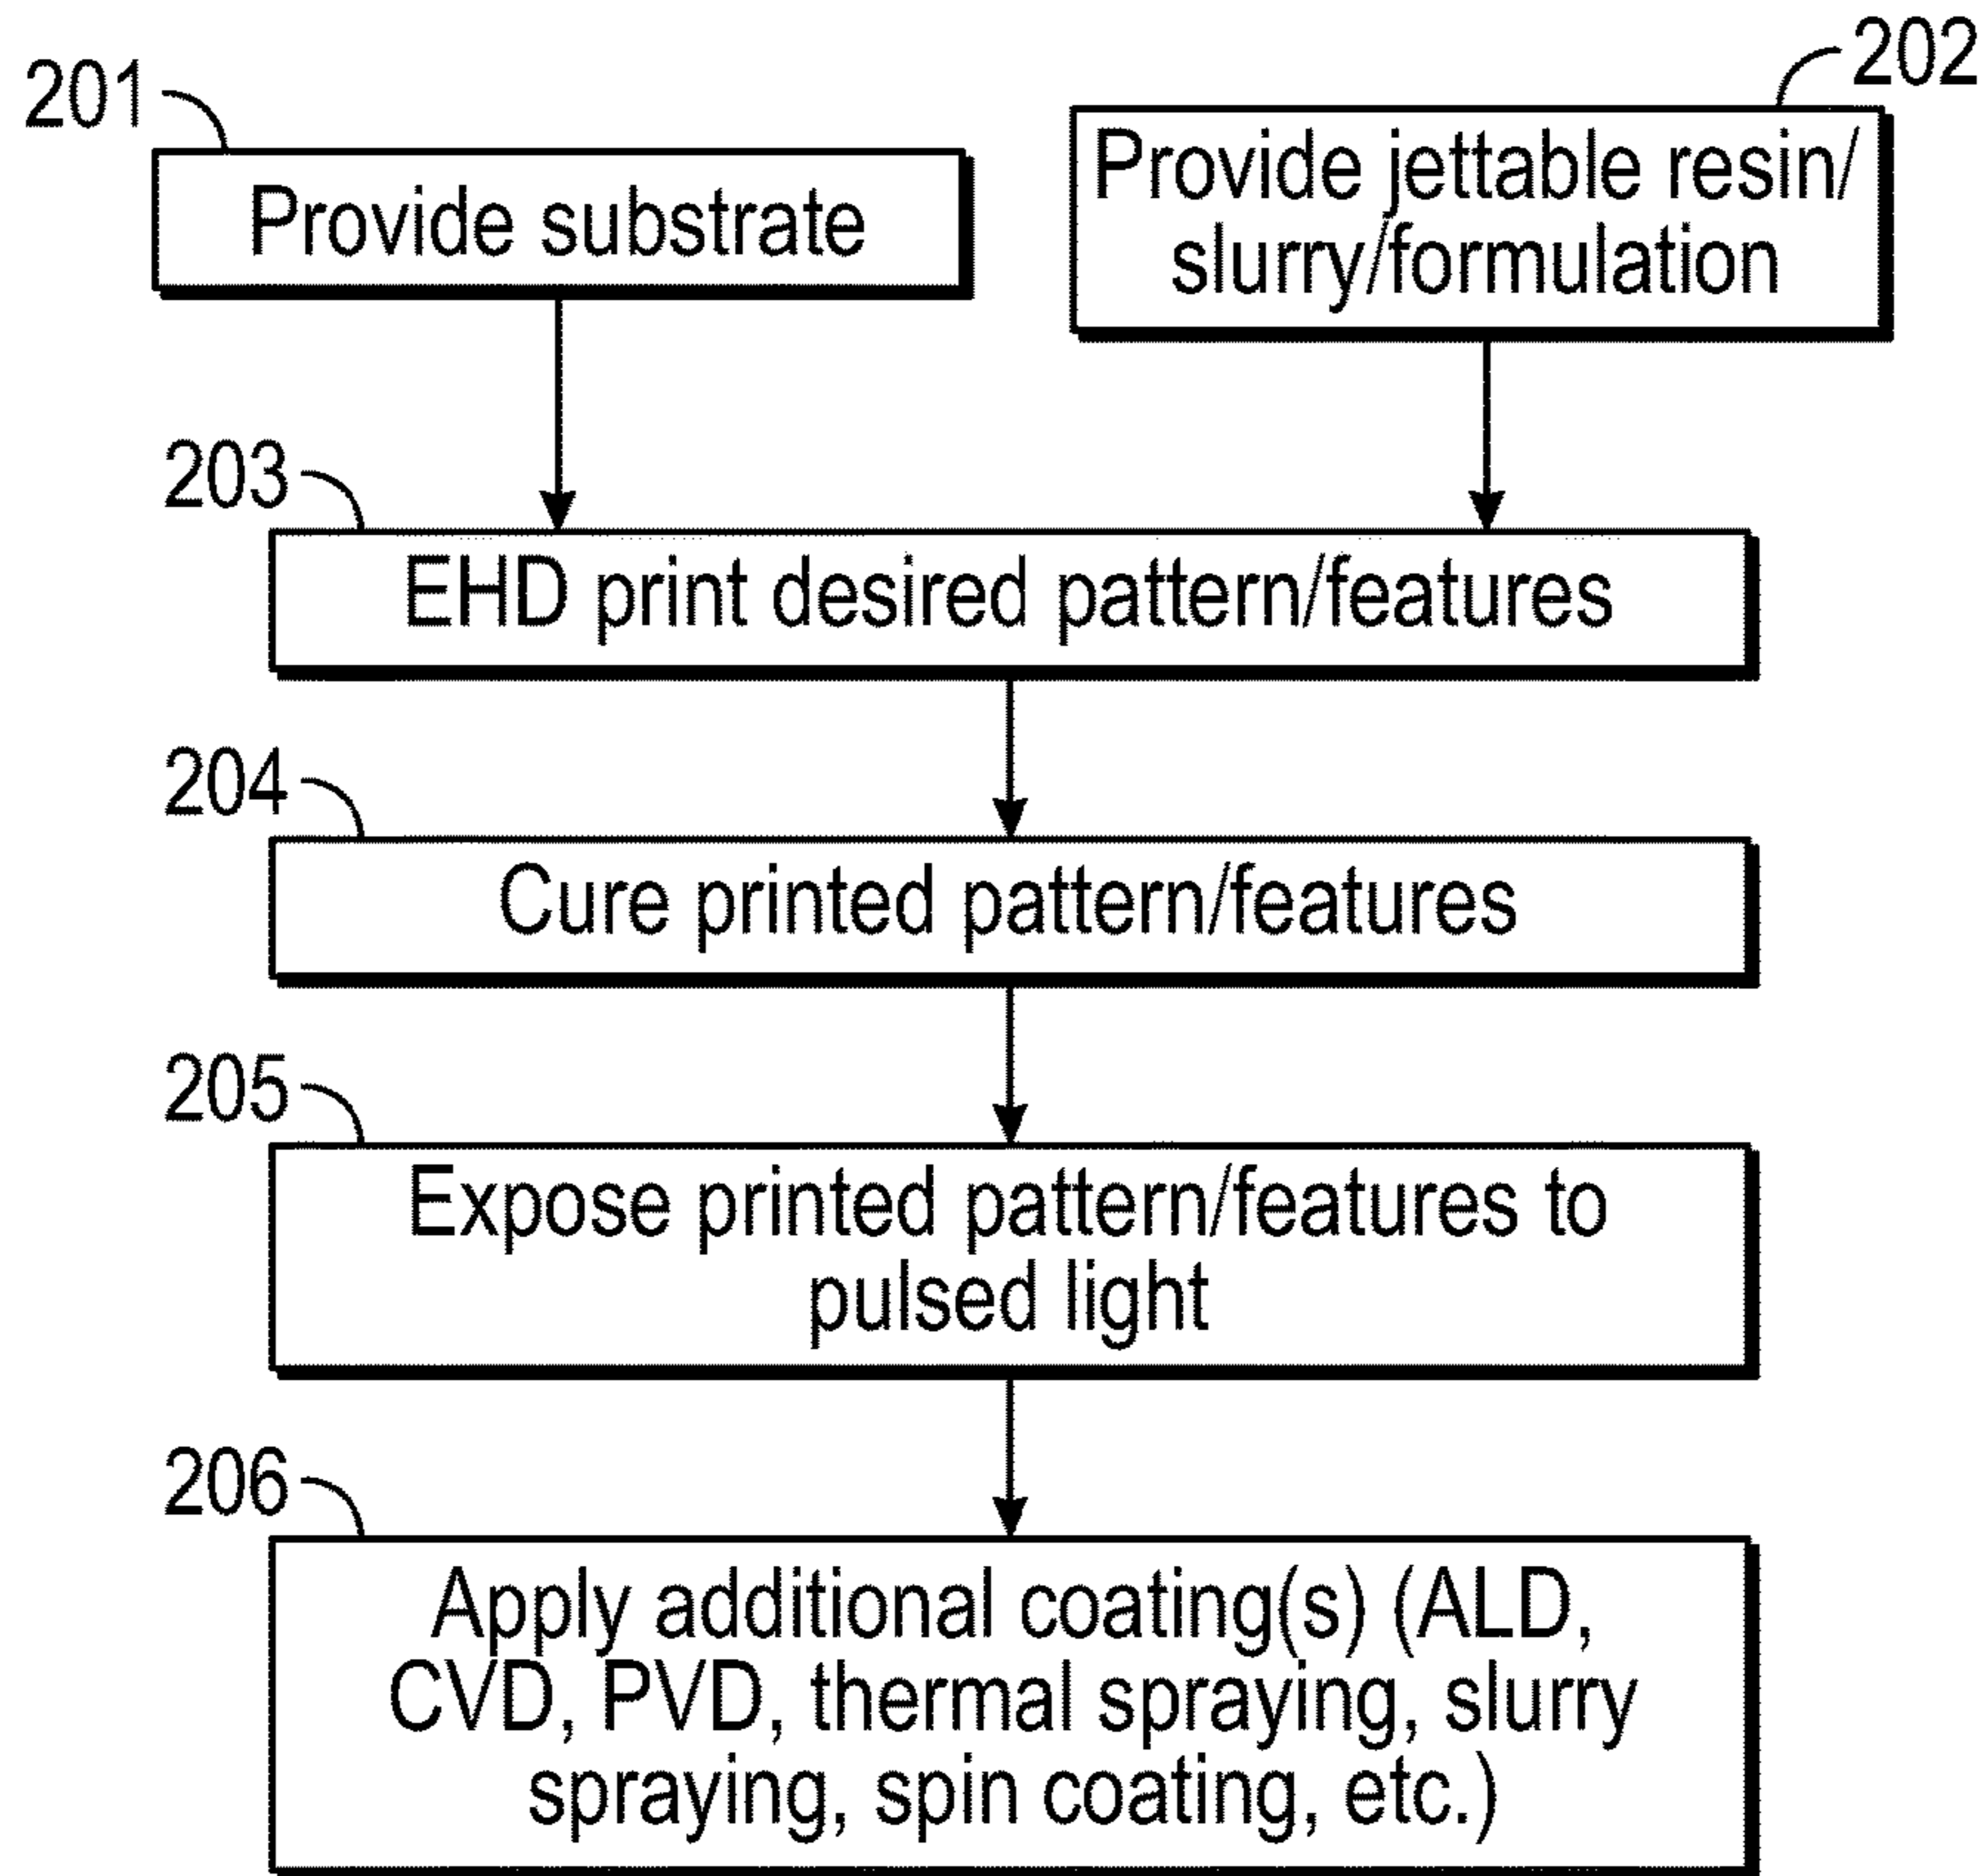 201
Provide substrate
202
Provide jettable resin/
slurry/formulation
203
EHD print desired pattern/features
204
Cure printed pattern/features
205
Expose printed pattern/features to
pulsed light
206
Apply additional coating(s) (ALD,
CVD, PVD, thermal spraying, slurry
spraying, spin coating, etc.)